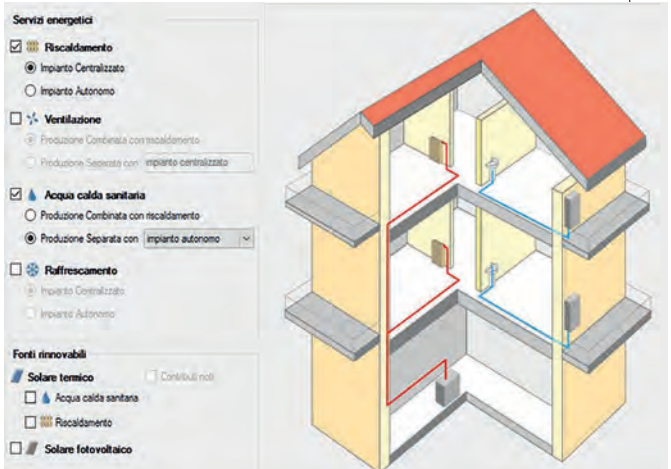 Servizi energetici
Riscaldamento
Impianto Centralizzato
Impianto Autonomo
Ventilazione
Produzione Combinata con riscaldamento
Produzione Separata con impianto centralizzato
Acqua calda sanitaria
Produzione Combinata con riscaldamento
Produzione Separata con impianto autonomo
Raffrescamento
Impianto Centralizzato
Impianto Autonomo
Fonti rinnovabili
Solare termico Contributi noti
Acqua calda sanitaria
Riscaldamento
Solare fotovoltaico